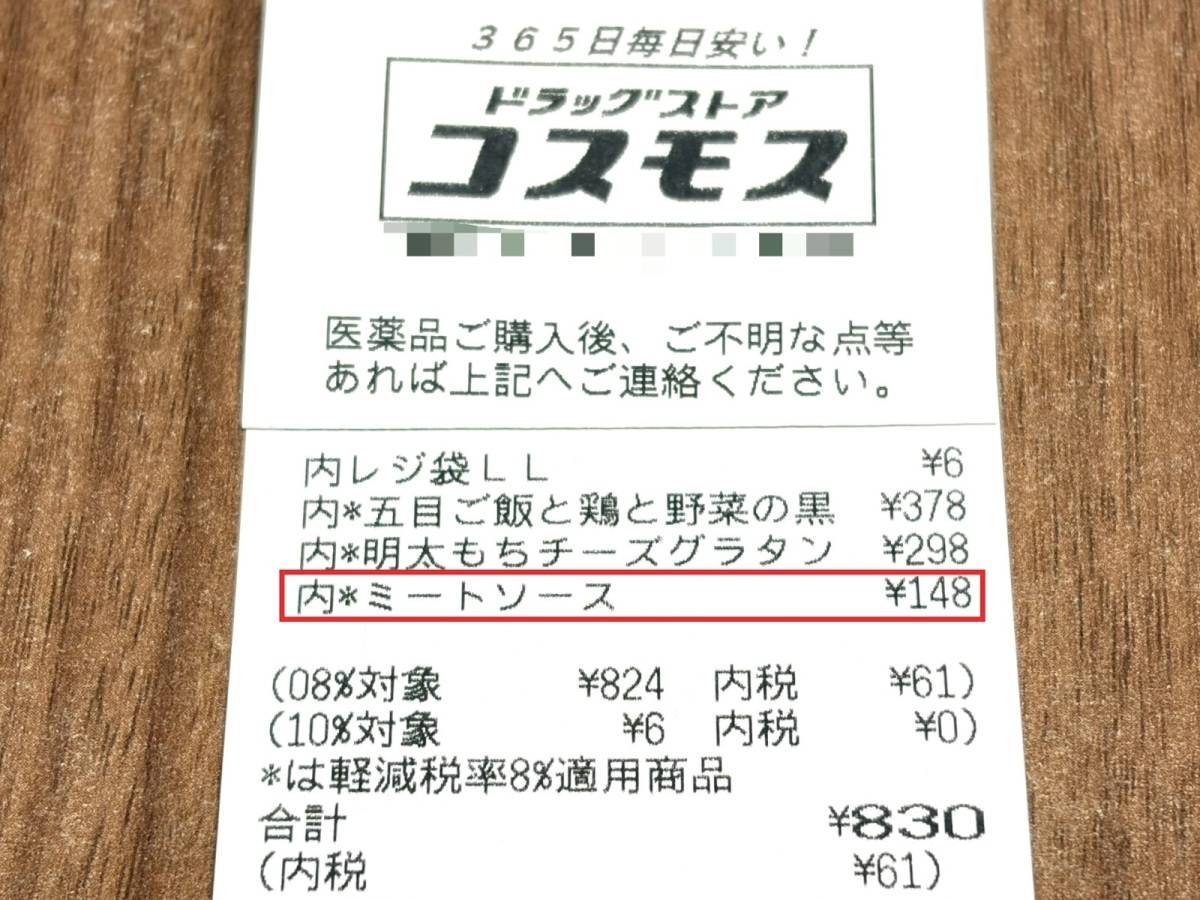 ３６５日毎日安い！
ドラッグストア
コスモス
医薬品ご購入後、ご不明な点等
あれば上記へご連絡ください。
内レジ袋ＬＬ ¥6
内*五目ご飯と鶏と野菜の黒 ¥378
内*明太もちチーズグラタン ¥298
内*ミートソース ¥148
(08%対象 ¥824 内税 ¥61)
(10%対象 ¥6 内税 ¥0)
*は軽減税率8%適用商品
合計 ¥830
(内税 ¥61)